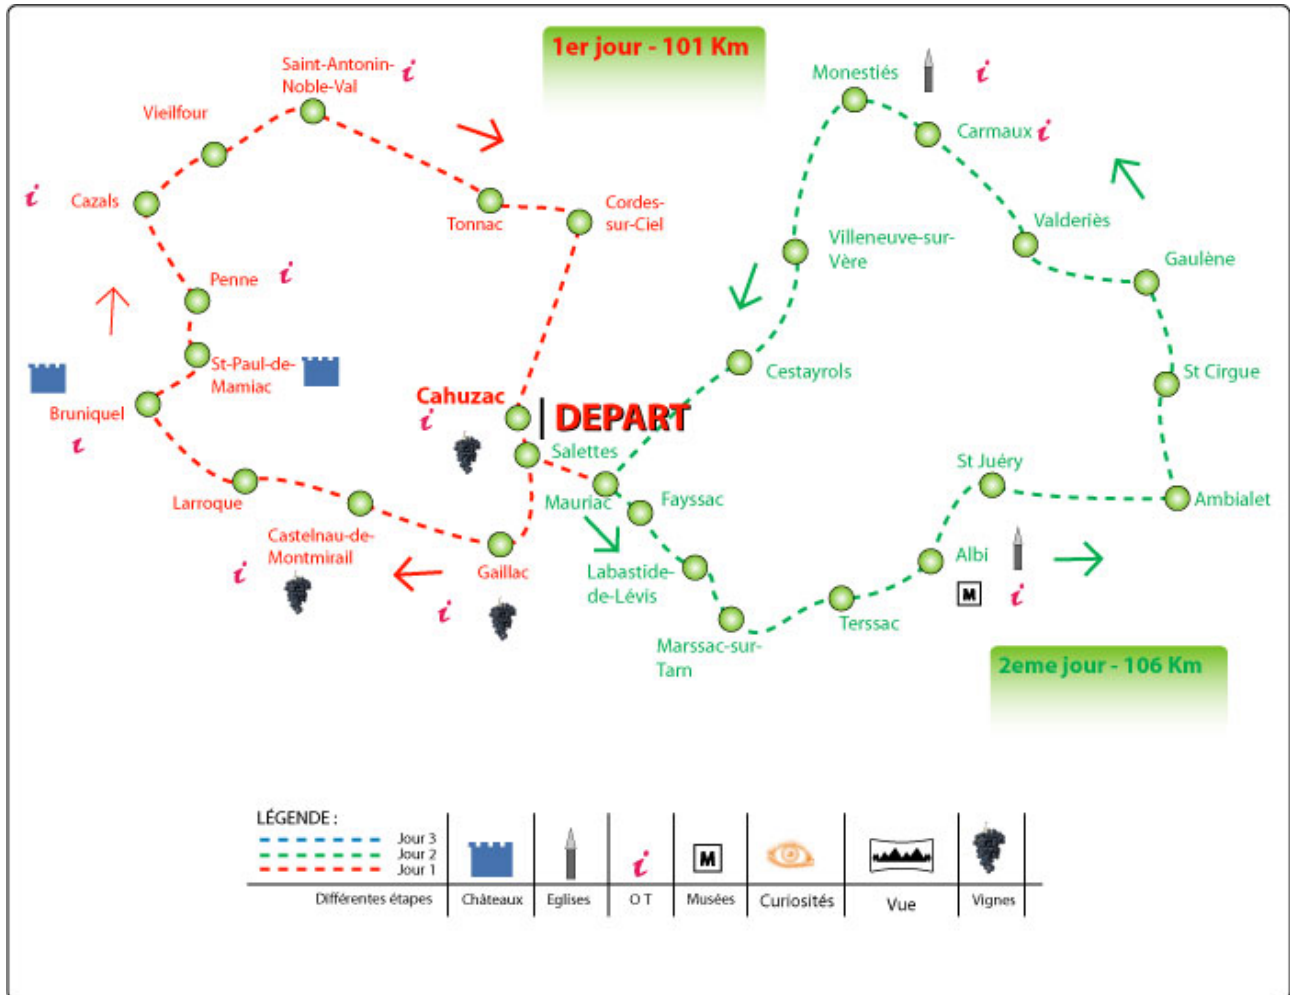 1er jour - 101 Km
Saint-Antonin-
Noble-Val
i
Monestiés
i
Vieilfour
Carmaux
i
i
Cazals
Tonnac
Cordes-
sur-Ciel
Valderiès
Villeneuve-sur-
Vère
Gaulène
Penne
i
St-Paul-de-
Mamiac
Cestayrols
St Cirgue
Bruniquel
i
Cahuzac
i
DEPART
Salettes
St Juéry
Larroque
Mauriac
Fayssac
Ambialet
Castelnau-de-
Montmirail
i
Gaillac
i
Labastide-
de-Lévis
Albi
M
i
Terssac
Marssac-sur-
Tarn
2eme jour - 106 Km
LÉGENDE :
Jour 3
Jour 2
Jour 1
i
M
Différentes étapes
Châteaux
Eglises
O T
Musées
Curiosités
Vue
Vignes